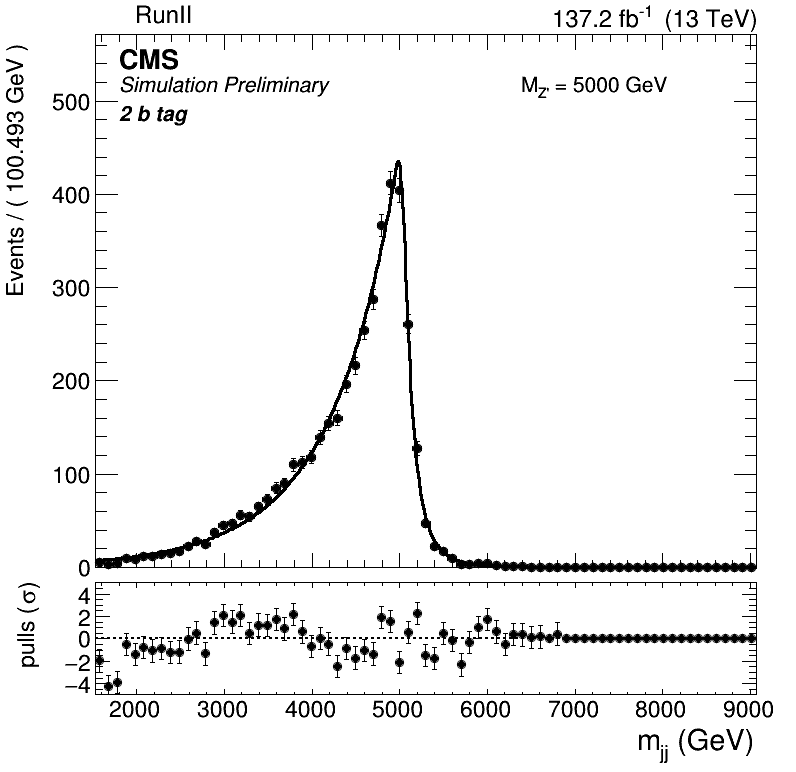 RunII 137.2 fb-1 (13 TeV)
CMS
Simulation Preliminary
2 b tag
MZ' = 5000 GeV
Events / ( 100.493 GeV )
500
400
300
200
100
0
pulls (σ)
4
2
0
−2
−4
2000 3000 4000 5000 6000 7000 8000 9000
mjj (GeV)